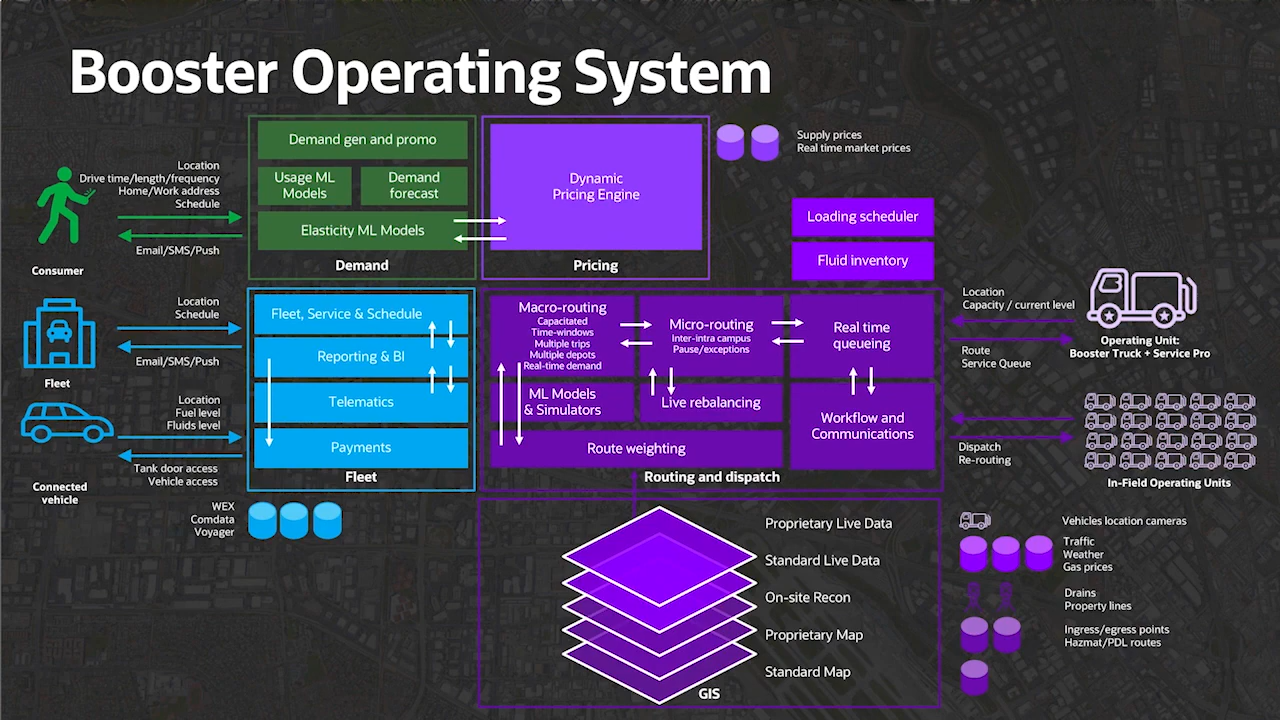 Booster Operating System
Location
Drive time/length/frequency
Home/Work address
Schedule
Email/SMS/Push
Consumer
Demand gen and promo
Usage ML
Models
Demand
forecast
Elasticity ML Models
Demand
Dynamic
Pricing Engine
Pricing
Supply prices
Real time market prices
Loading scheduler
Fluid inventory
Location
Schedule
Email/SMS/Push
Fleet
Location
Fuel level
Fluids level
Tank door access
Vehicle access
Connected
vehicle
Fleet, Service & Schedule
Reporting & BI
Telematics
Payments
Fleet
WEX
Comdata
Voyager
Macro-routing
Capacitated
Time-windows
Multiple trips
Multiple depots
Real-time demand
Micro-routing
Inter-intra campus
Pause/exceptions
Real time
queueing
ML Models
& Simulators
Live rebalancing
Workflow and
Communications
Route weighting
Routing and dispatch
Location
Capacity / current level
Route
Service Queue
Operating Unit:
Booster Truck + Service Pro
Dispatch
Re-routing
In-Field Operating Units
Proprietary Live Data
Standard Live Data
On-site Recon
Proprietary Map
Standard Map
GIS
Vehicles location cameras
Traffic
Weather
Gas prices
Drains
Property lines
Ingress/egress points
Hazmat/PDL routes